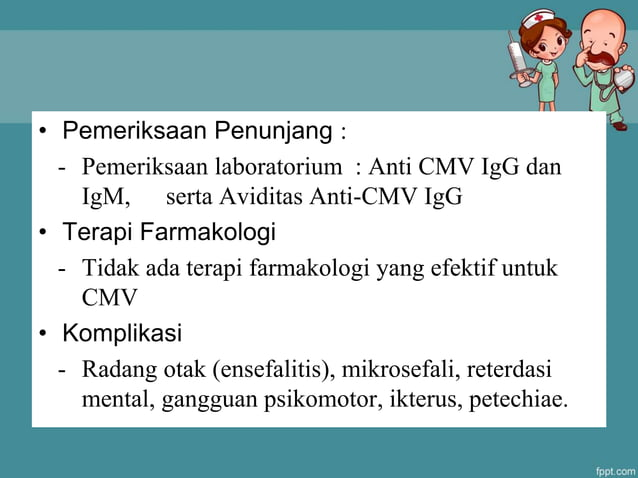 • Pemeriksaan Penunjang :
- Pemeriksaan laboratorium : Anti CMV IgG dan
IgM, serta Aviditas Anti-CMV IgG
• Terapi Farmakologi
- Tidak ada terapi farmakologi yang efektif untuk
CMV
• Komplikasi
- Radang otak (ensefalitis), mikrosefali, reterdasi
mental, gangguan psikomotor, ikterus, petechiae.
fppt.com